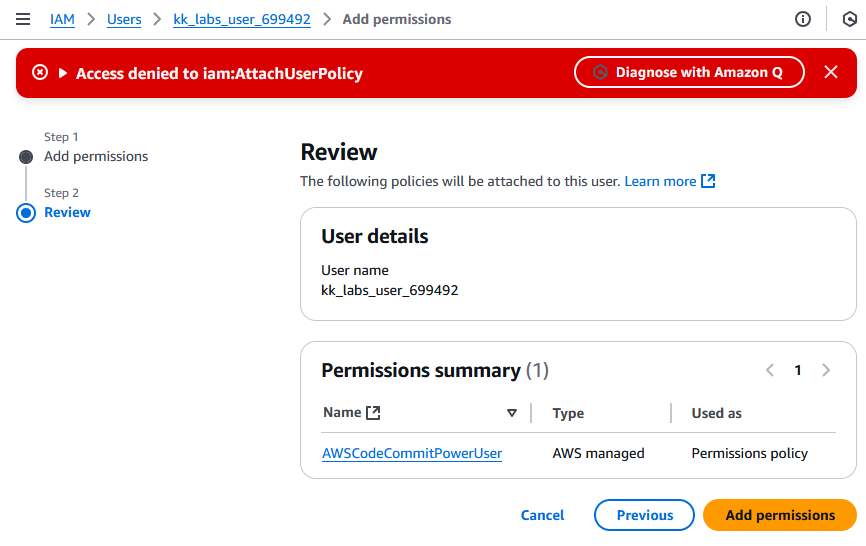 IAM > Users > kk_labs_user_699492 > Add permissions
Access denied to iam:AttachUserPolicy
Diagnose with Amazon Q
Step 1
Add permissions
Step 2
Review
Review
The following policies will be attached to this user. Learn more
User details
User name
kk_labs_user_699492
Permissions summary (1)
1
Name
Type
Used as
AWSCodeCommitPowerUser
AWS managed
Permissions policy
Cancel
Previous
Add permissions